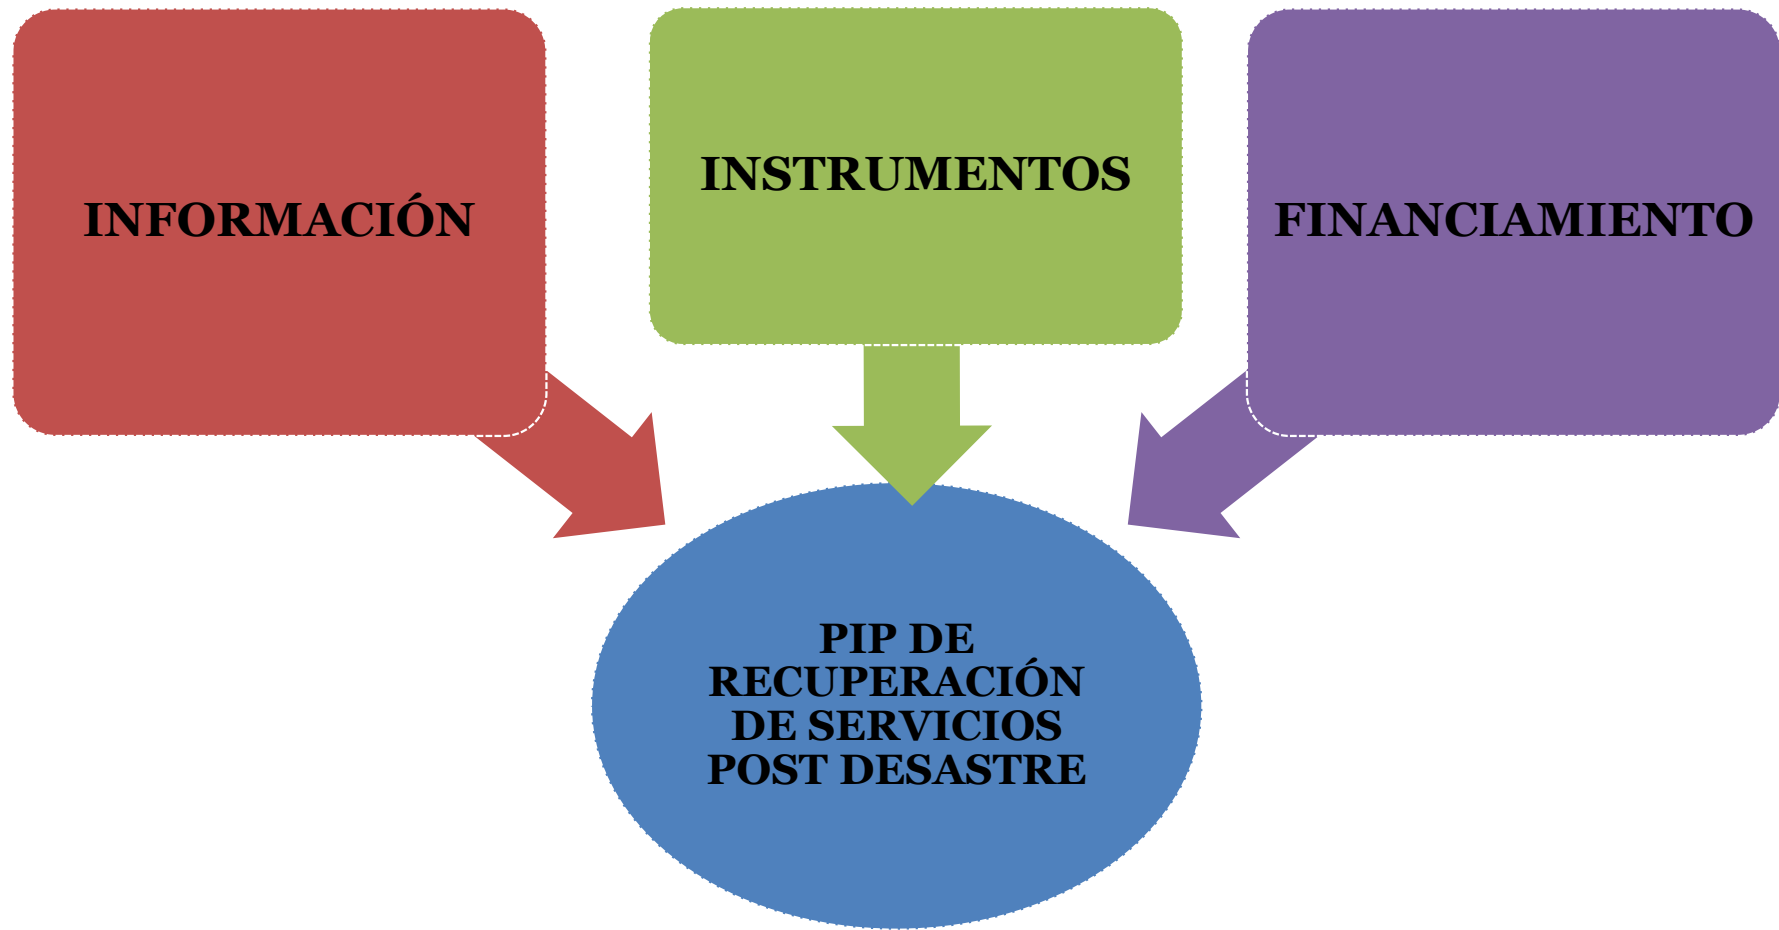 INFORMACIÓN
INSTRUMENTOS
FINANCIAMIENTO
PIP DE
RECUPERACIÓN
DE SERVICIOS
POST DESASTRE